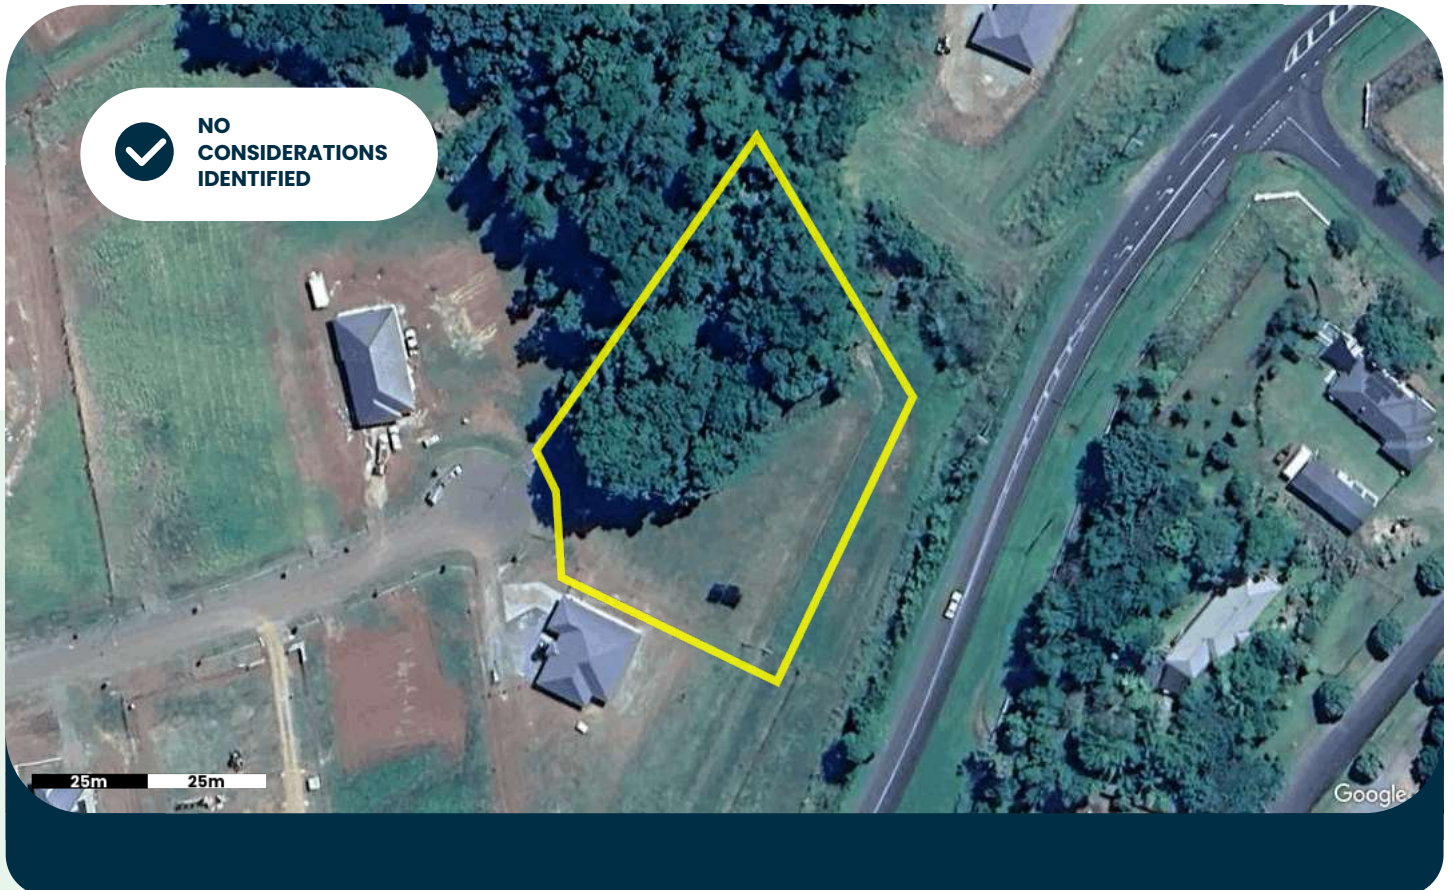 NO
CONSIDERATIONS
IDENTIFIED
25m 25m
Google